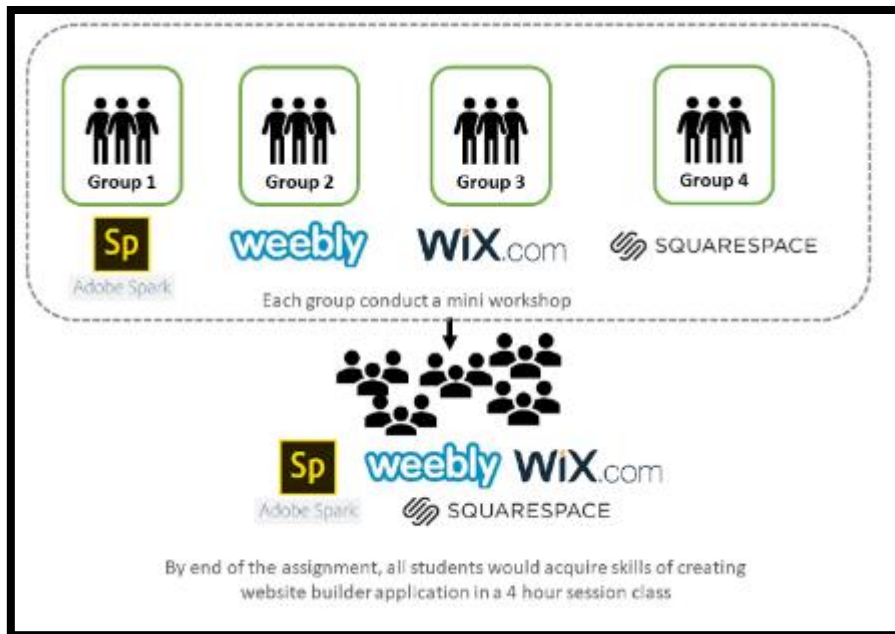 Group 1
Group 2
Group 3
Group 4
Sp
weebly
WiX.com
SQUARESPACE
Adobe Spark
Each group conduct a mini workshop
Sp
weebly
WiX.com
Adobe Spark
SQUARESPACE
By end of the assignment, all students would acquire skills of creating
website builder application in a 4 hour session class